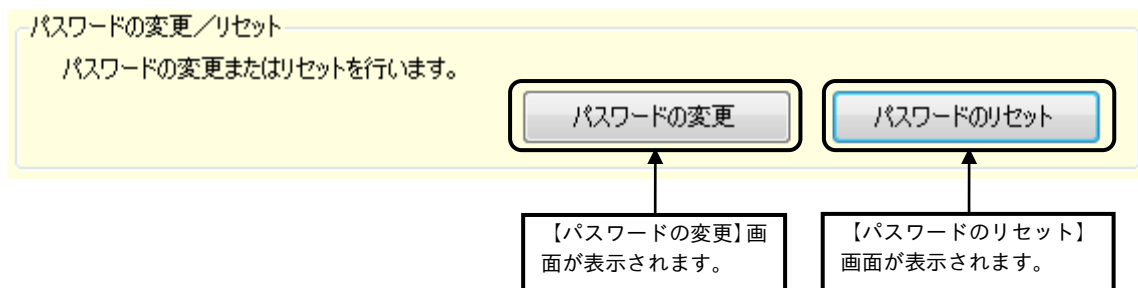 パスワードの変更／リセット
パスワードの変更またはリセットを行います。
パスワードの変更
パスワードのリセット
【パスワードの変更】画
面が表示されます。
【パスワードのリセット】
画面が表示されます。